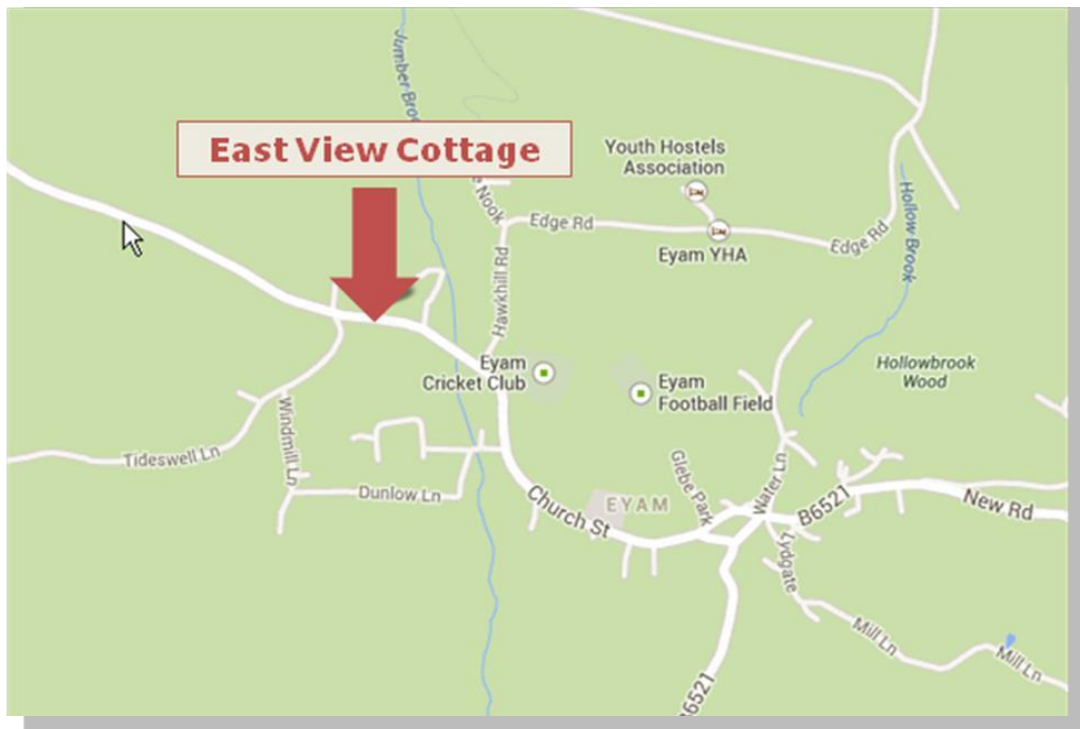 Jumber Broo
East View Cottage
Youth Hostels
Association
e Nook
Edge Rd
Eyam YHA
Edge Rd
Hollow Brook
Hawkhill Rd
Eyam
Cricket Club
Eyam
Football Field
Hollowbrook
Wood
Windmill Ln
Tideswell Ln
Dunlow Ln
Glebe Park
Water Ln
Church St
EYAM
B6521
New Rd
Lydgate
Mill Ln
Mill Ln
B6521